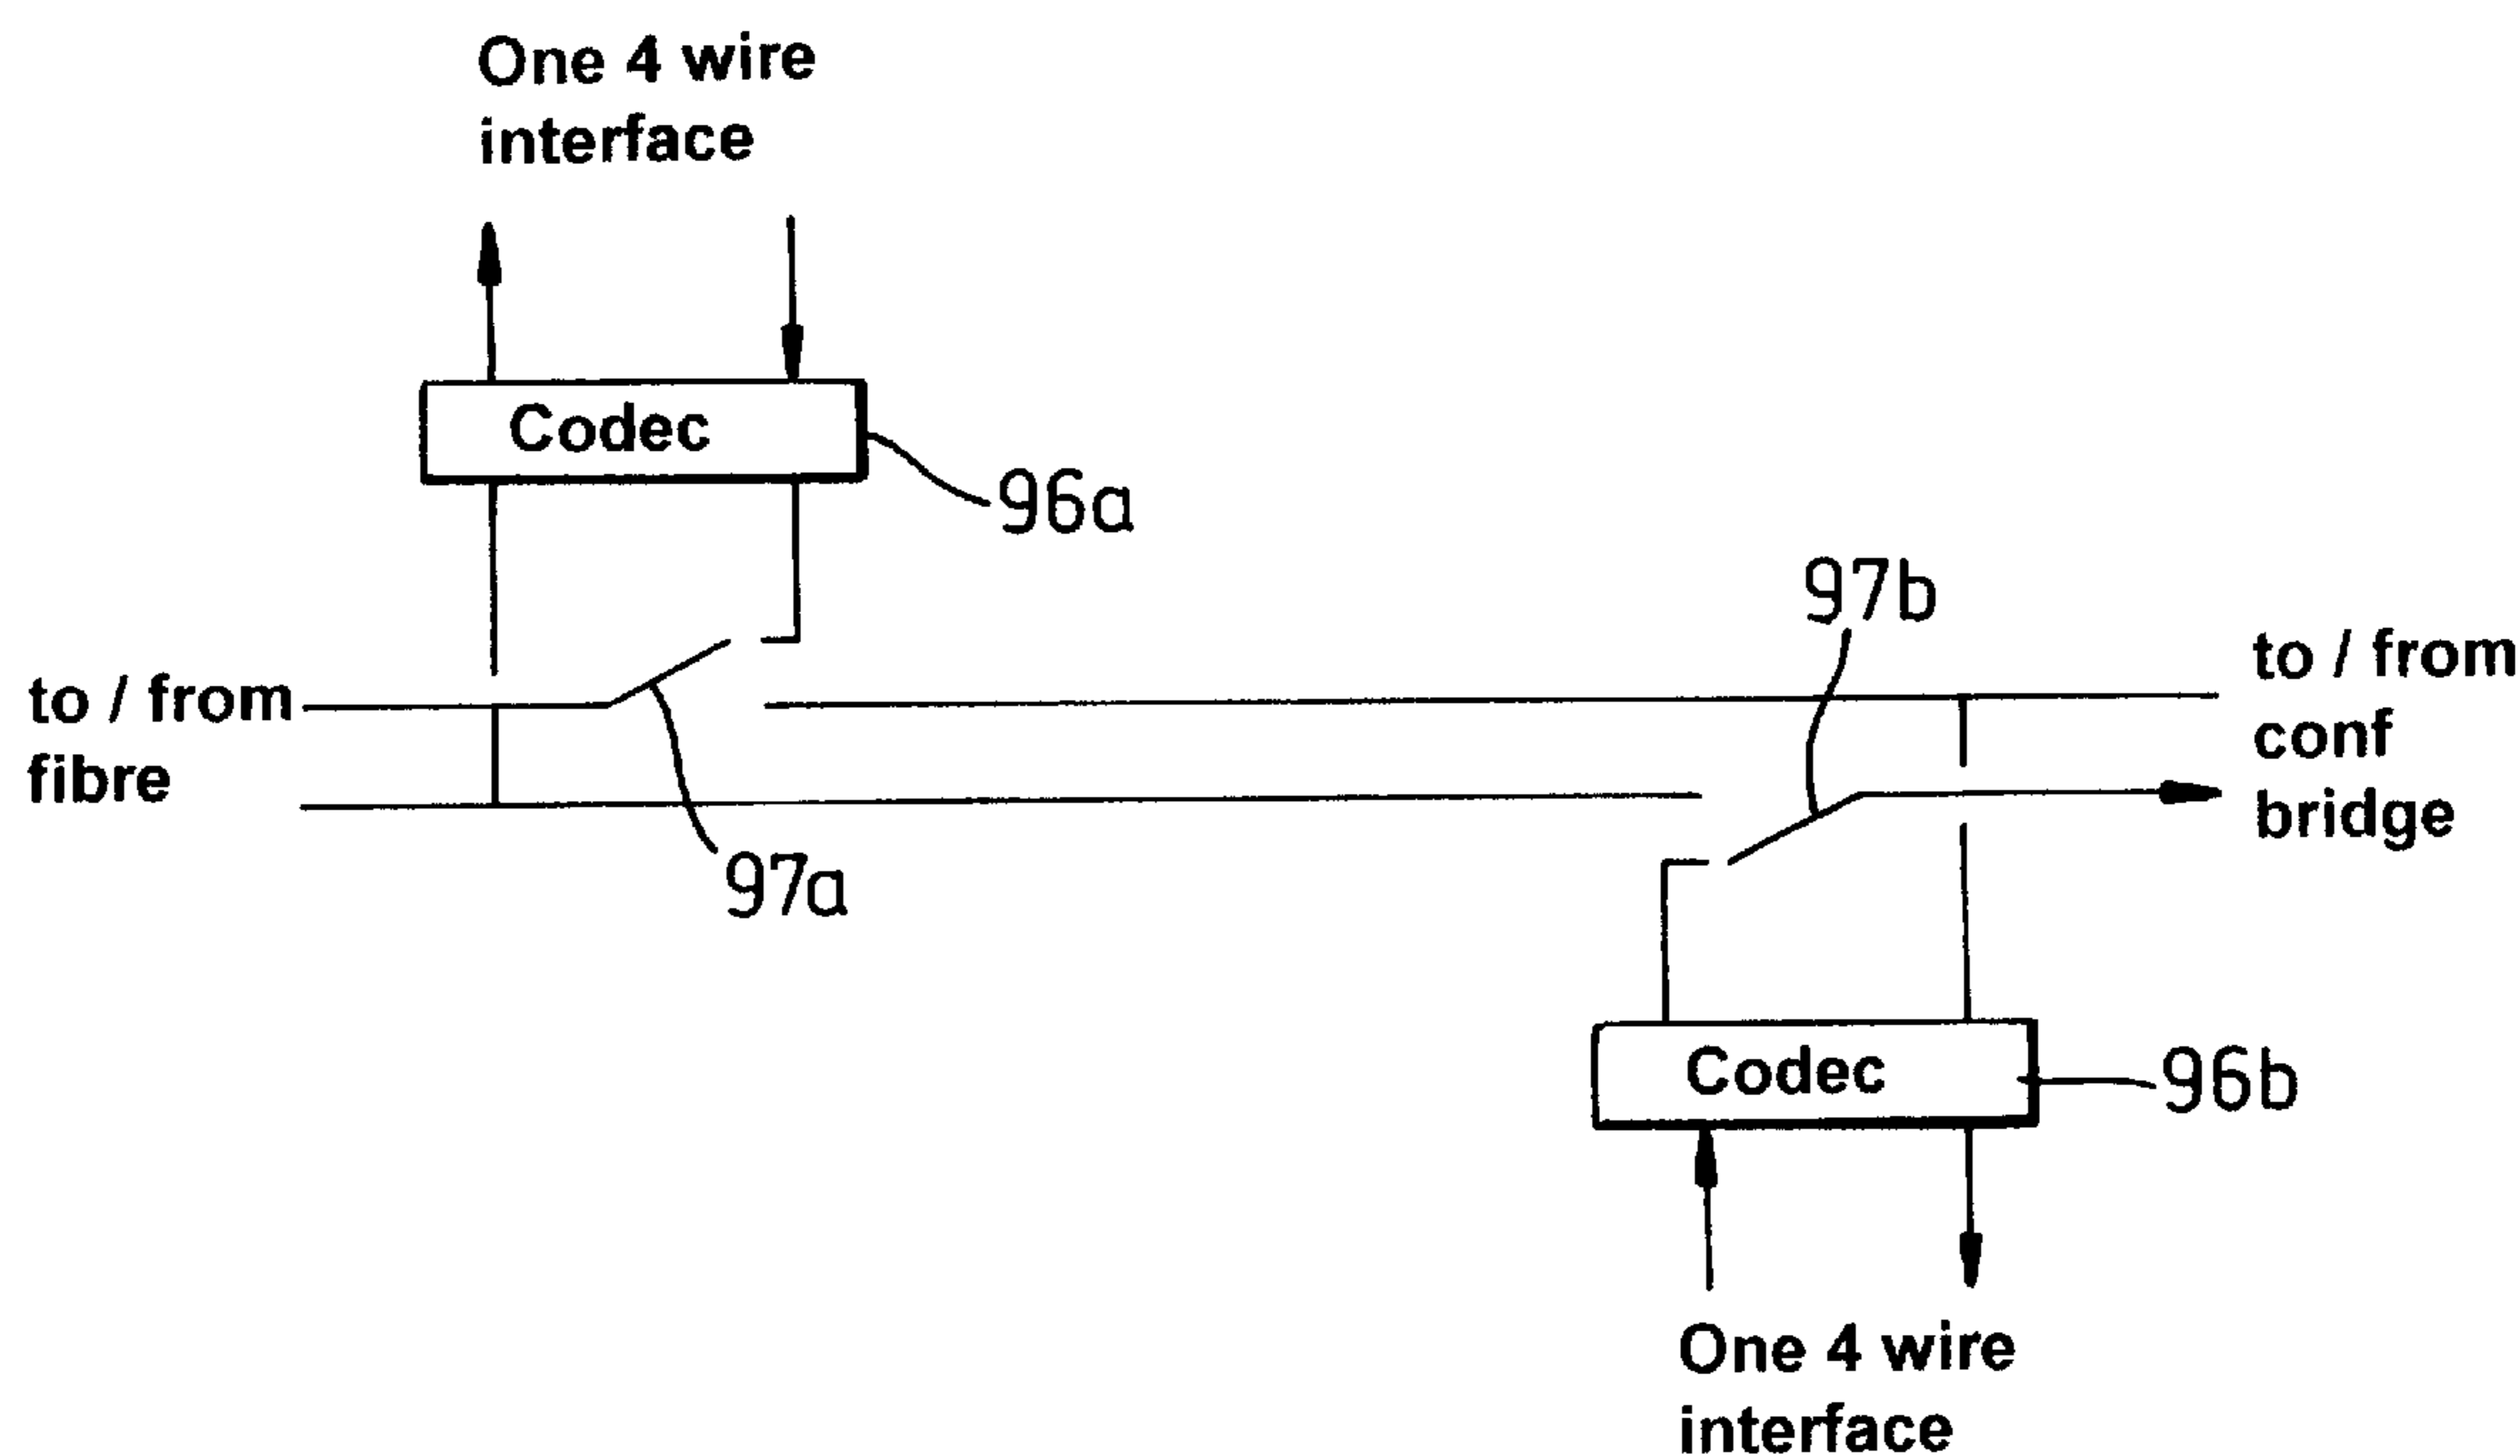 One 4 wire
interface
Codec
96a
97b
to / from
fibre
to / from
conf
bridge
97a
Codec
96b
One 4 wire
interface